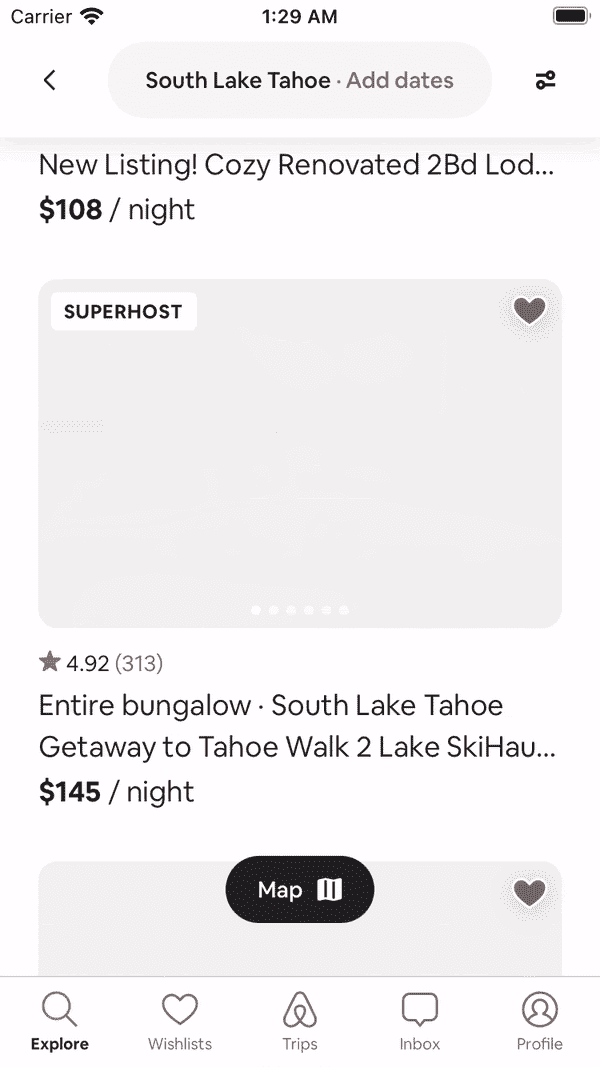 Carrier 1:29 AM
South Lake Tahoe · Add dates
New Listing! Cozy Renovated 2Bd Lod...
$108 / night
SUPERHOST
4.92 (313)
Entire bungalow · South Lake Tahoe
Getaway to Tahoe Walk 2 Lake SkiHau...
$145 / night
Map
Explore Wishlists Trips Inbox Profile